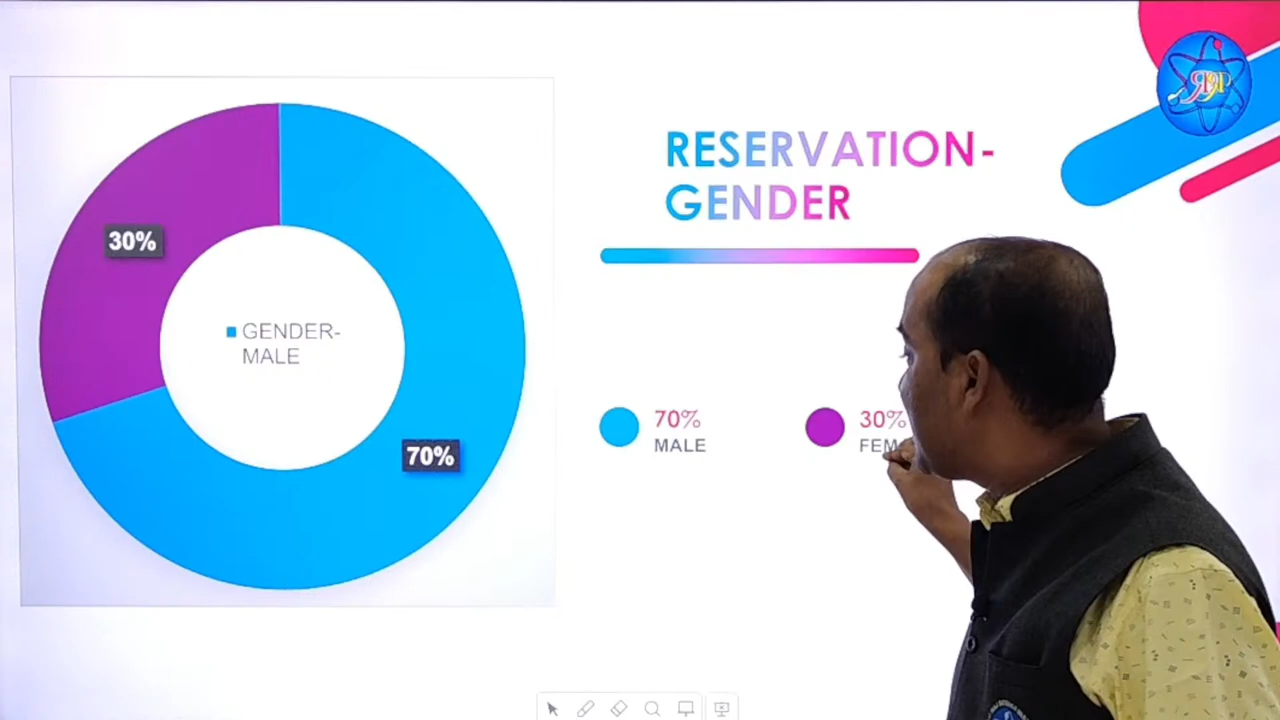 RESERVATION-
GENDER
30%
GENDER-
MALE
70%
70%
MALE
30%